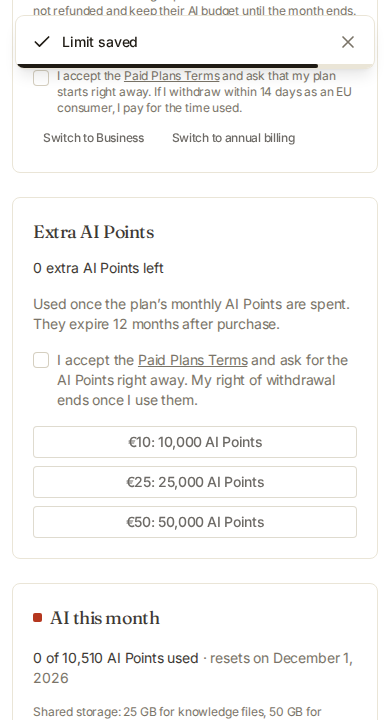 not refunded and keep their AI budget until the month ends.
Limit saved
I accept the Paid Plans Terms and ask that my plan
starts right away. If I withdraw within 14 days as an EU
consumer, I pay for the time used.
Switch to Business Switch to annual billing
Extra AI Points
0 extra AI Points left
Used once the plan's monthly AI Points are spent.
They expire 12 months after purchase.
I accept the Paid Plans Terms and ask for the
AI Points right away. My right of withdrawal
ends once I use them.
€10: 10,000 AI Points
€25: 25,000 AI Points
€50: 50,000 AI Points
AI this month
0 of 10,510 AI Points used · resets on December 1,
2026
Shared storage: 25 GB for knowledge files, 50 GB for